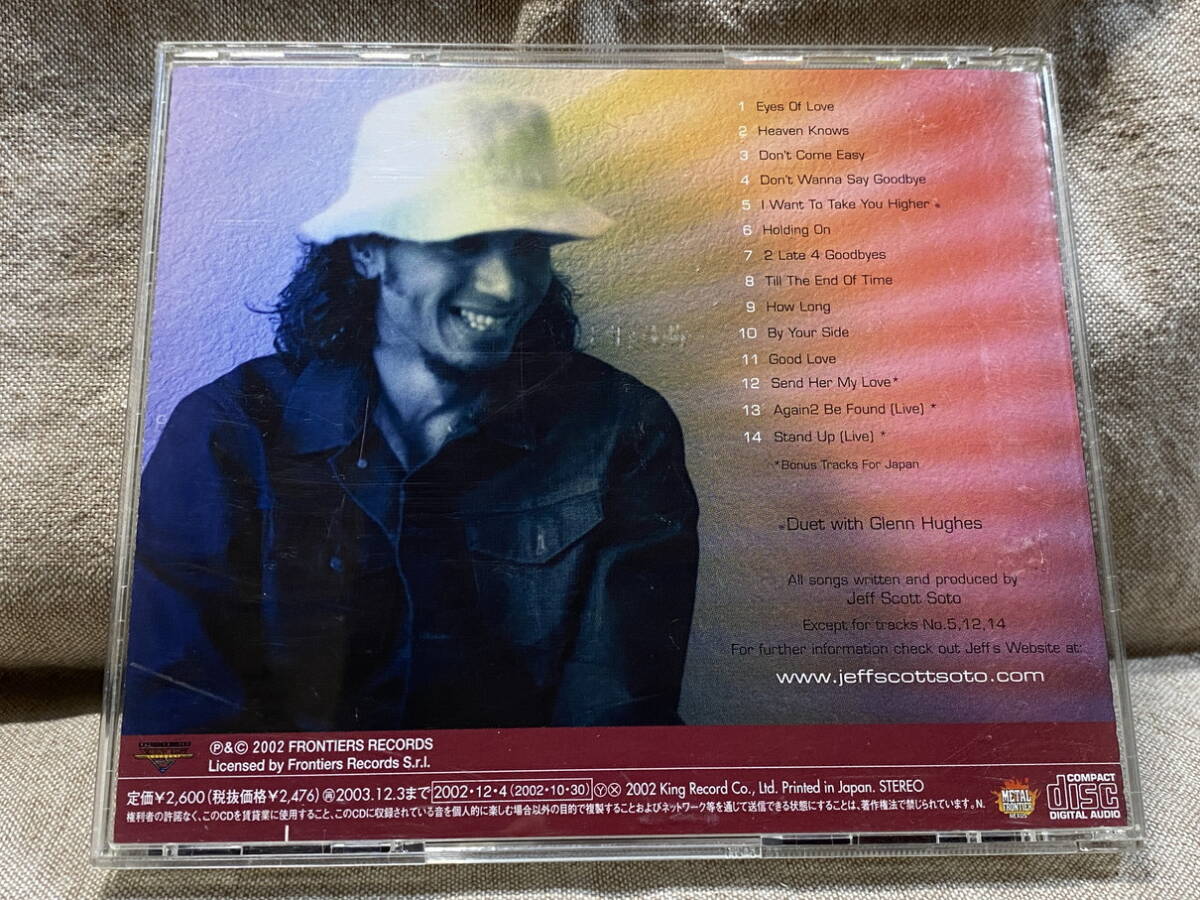 1 Eyes Of Love
2 Heaven Knows
3 Don't Come Easy
4 Don't Wanna Say Goodbye
5 I Want To Take You Higher *
6 Holding On
7 2 Late 4 Goodbyes
8 Till The End Of Time
9 How Long
10 By Your Side
11 Good Love
12 Send Her My Love*
13 Again2 Be Found (Live) *
14 Stand Up (Live) *
*Bonus Tracks For Japan
*Duet with Glenn Hughes
All songs written and produced by
Jeff Scott Soto
Except for tracks No.5,12,14
For further information check out Jeff's Website at:
www.jeffscottsoto.com
Ⓟ&© 2002 FRONTIERS RECORDS
Licensed by Frontiers Records S.r.l.
定価¥2,600(税抜価格¥2,476) ㊢2003.12.3まで 2002・12・4 (2002・10・30) Ⓨ Ⓧ 2002 King Record Co., Ltd. Printed in Japan. STEREO
権利者の許諾なく、このCDを賃貸業に使用すること、このCDに収録されている音を個人的に楽しむ場合以外の目的で複製することおよびネットワーク等を通じて送信できる状態にすることは、著作権法で禁じられています。N.
METAL
FRONTIER
COMPACT
disc
DIGITAL AUDIO